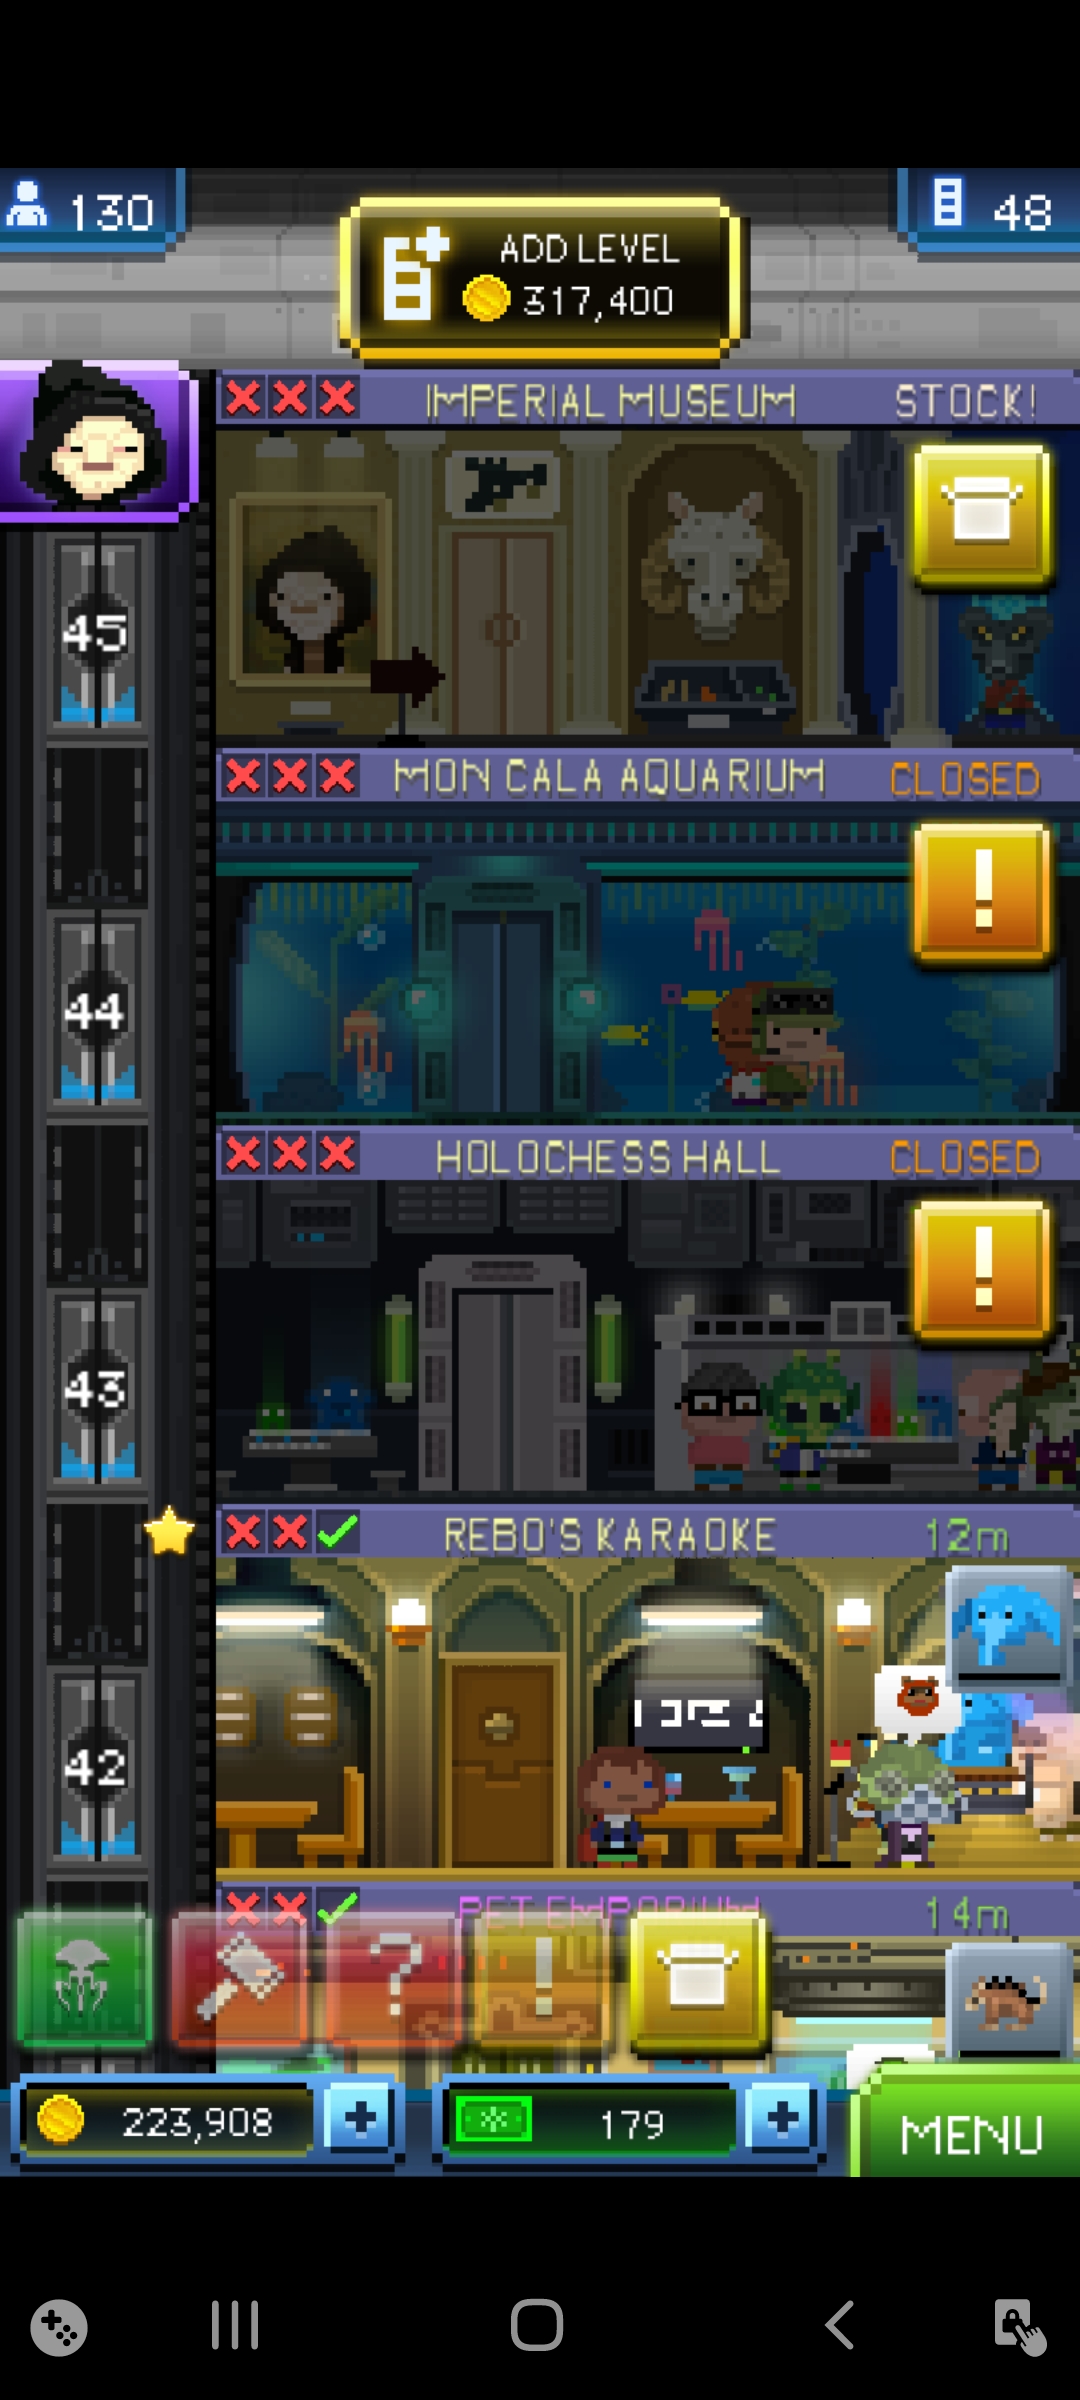 130
48
ADD LEVEL
317,400
IMPERIAL MUSEUM
STOCK!
45
MON CALA AQUARIUM
CLOSED
44
HOLOCHESS HALL
CLOSED
43
REBO'S KARAOKE
12m
42
PET EMPORIUM
14m
?
!
223,908
179
MENU